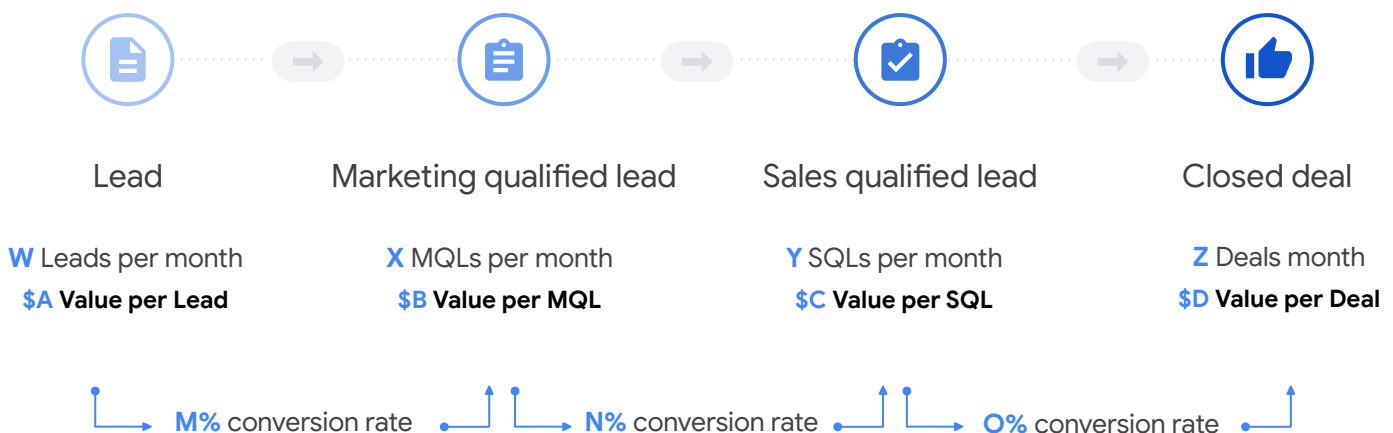 Lead
Marketing qualified lead
Sales qualified lead
Closed deal
W Leads per month
X MQLs per month
Y SQLs per month
Z Deals month
$A Value per Lead
$B Value per MQL
$C Value per SQL
$D Value per Deal
M% conversion rate
N% conversion rate
O% conversion rate